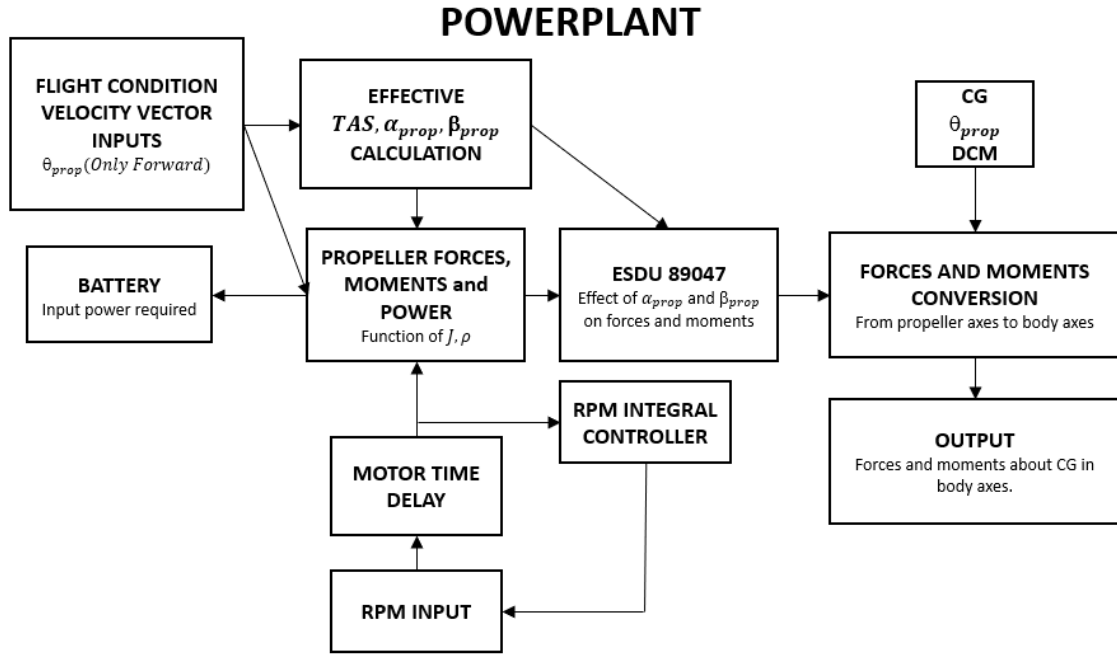 POWERPLANT
FLIGHT CONDITION
VELOCITY VECTOR
INPUTS
θprop(Only Forward)
EFFECTIVE
TAS, αprop, βprop
CALCULATION
CG
θprop
DCM
BATTERY
Input power required
PROPELLER FORCES,
MOMENTS and
POWER
Function of J, ρ
ESDU 89047
Effect of αprop and βprop
on forces and moments
FORCES AND MOMENTS
CONVERSION
From propeller axes to body axes
RPM INTEGRAL
CONTROLLER
MOTOR TIME
DELAY
OUTPUT
Forces and moments about CG in
body axes.
RPM INPUT